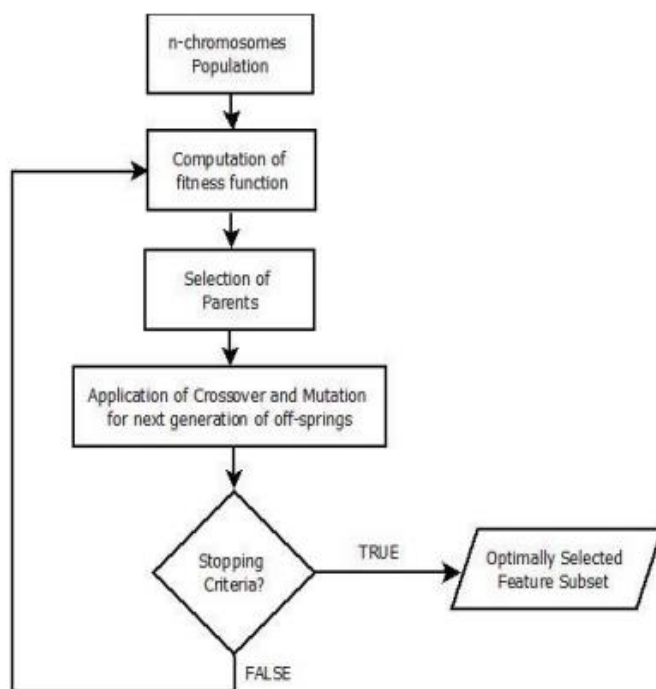 n-chromosomes
Population
Computation of
fitness function
Selection of
Parents
Application of Crossover and Mutation
for next generation of off-springs
Stopping
Criteria?
TRUE
Optimally Selected
Feature Subset
FALSE